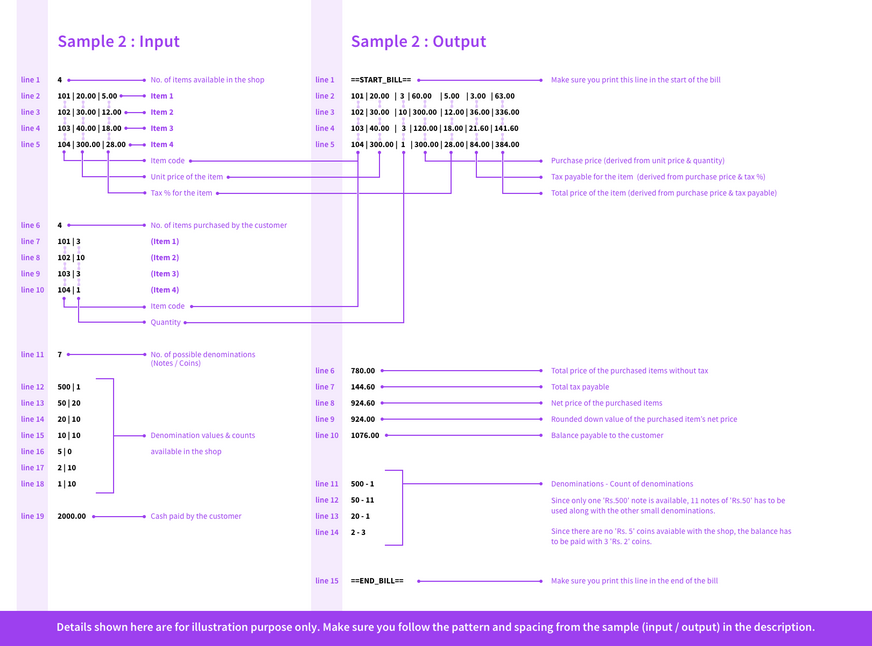 Sample 2 : Input
line 1 4 No. of items available in the shop
line 2 101 | 20.00 | 5.00 Item 1
line 3 102 | 30.00 | 12.00 Item 2
line 4 103 | 40.00 | 18.00 Item 3
line 5 104 | 300.00 | 28.00 Item 4
Item code
Unit price of the item
Tax % for the item
line 6 4 No. of items purchased by the customer
line 7 101 | 3 (Item 1)
line 8 102 | 10 (Item 2)
line 9 103 | 3 (Item 3)
line 10 104 | 1 (Item 4)
Item code
Quantity
line 11 7 No. of possible denominations
(Notes / Coins)
line 12 500 | 1
line 13 50 | 20
line 14 20 | 10
line 15 10 | 10 Denomination values & counts
line 16 5 | 0 available in the shop
line 17 2 | 10
line 18 1 | 10
line 19 2000.00 Cash paid by the customer
Sample 2 : Output
line 1 ==START_BILL== Make sure you print this line in the start of the bill
line 2 101 | 20.00 | 3 | 60.00 | 5.00 | 3.00 | 63.00
line 3 102 | 30.00 | 10 | 300.00 | 12.00 | 36.00 | 336.00
line 4 103 | 40.00 | 3 | 120.00 | 18.00 | 21.60 | 141.60
line 5 104 | 300.00 | 1 | 300.00 | 28.00 | 84.00 | 384.00
Purchase price (derived from unit price & quantity)
Tax payable for the item (derived from purchase price & tax %)
Total price of the item (derived from purchase price & tax payable)
line 6 780.00 Total price of the purchased items without tax
line 7 144.60 Total tax payable
line 8 924.60 Net price of the purchased items
line 9 924.00 Rounded down value of the purchased item's net price
line 10 1076.00 Balance payable to the customer
line 11 500 - 1 Denominations - Count of denominations
line 12 50 - 11 Since only one 'Rs.500' note is available, 11 notes of 'Rs.50' has to be
line 13 20 - 1 used along with the other small denominations.
line 14 2 - 3 Since there are no 'Rs. 5' coins avaiable with the shop, the balance has
to be paid with 3 'Rs. 2' coins.
line 15 ==END_BILL== Make sure you print this line in the end of the bill
Details shown here are for illustration purpose only. Make sure you follow the pattern and spacing from the sample (input / output) in the description.